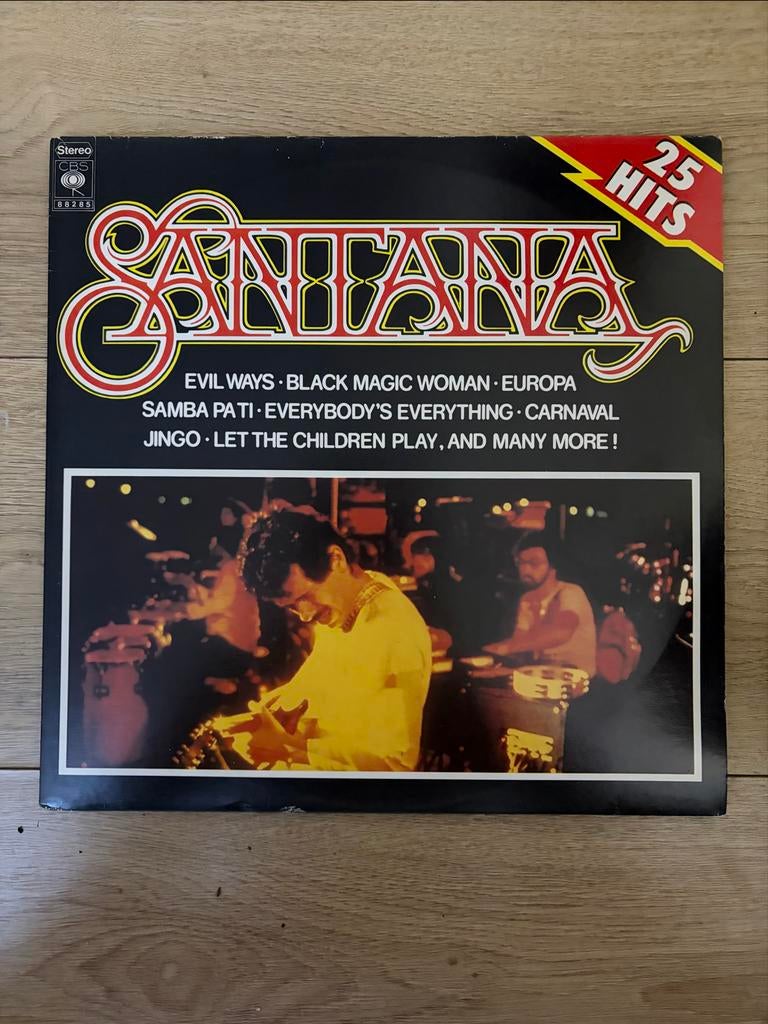 Stereo
CBS
88285
25
HITS
SANTANA
EVIL WAYS · BLACK MAGIC WOMAN · EUROPA
SAMBA PA TI · EVERYBODY'S EVERYTHING · CARNAVAL
JINGO · LET THE CHILDREN PLAY, AND MANY MORE!